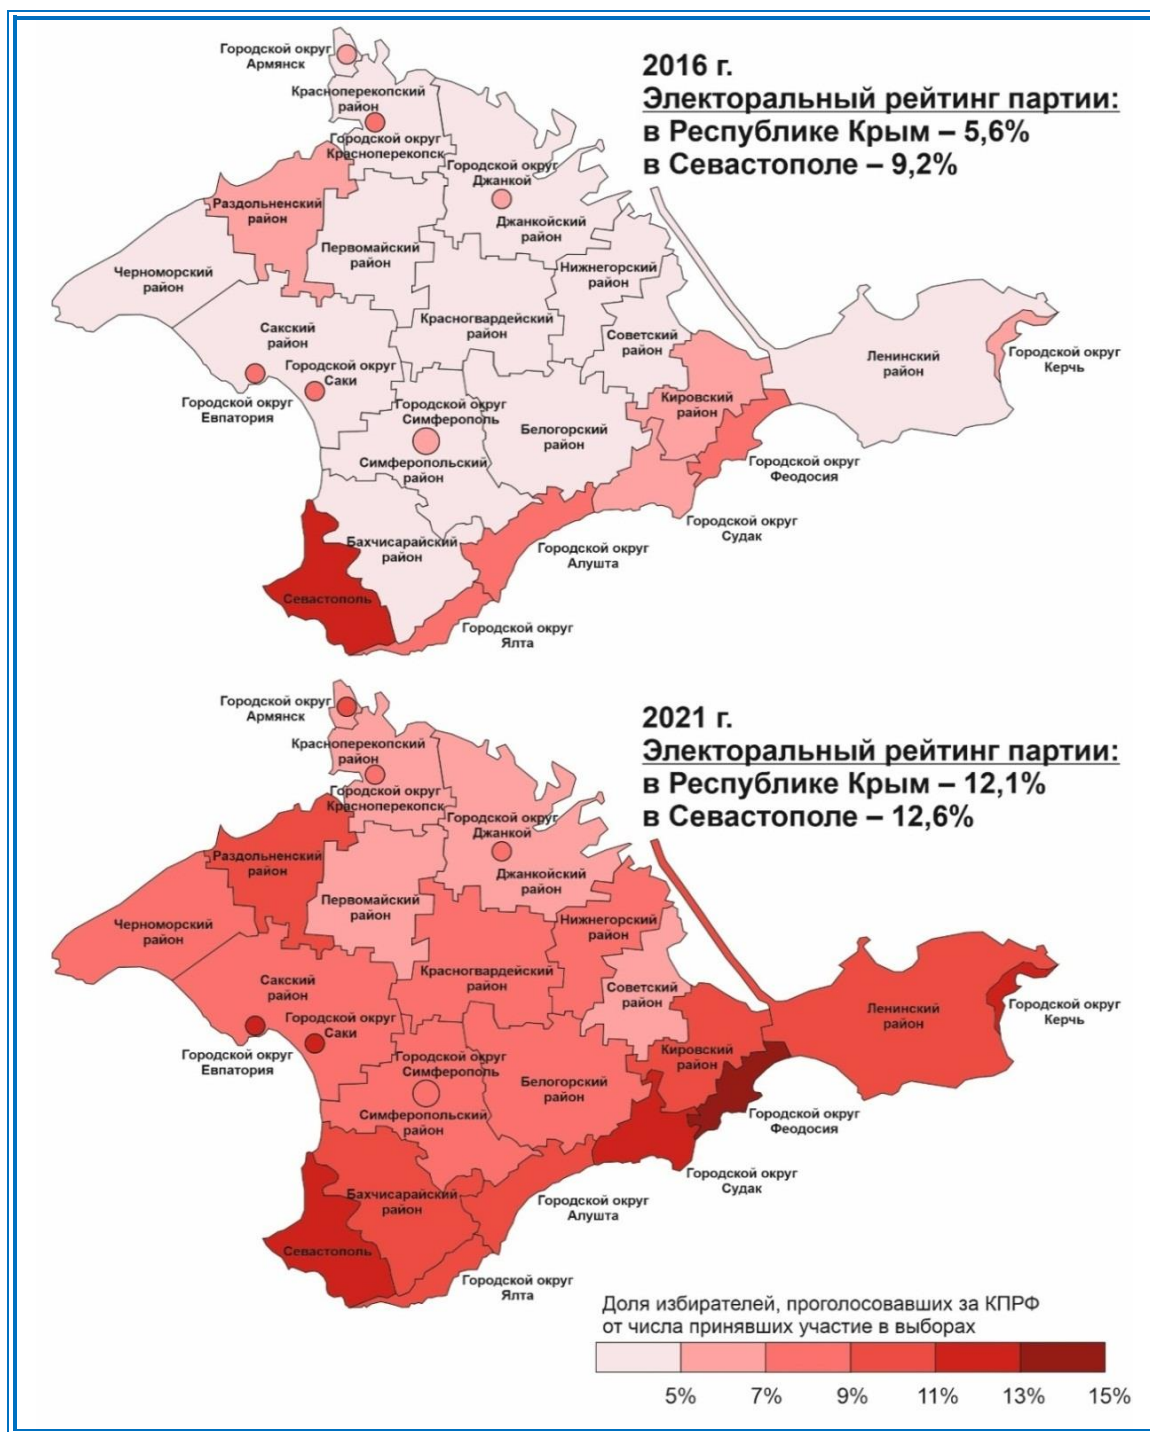 Городской округ
Армянск
2016 г.
Электоральный рейтинг партии:
в Республике Крым – 5,6%
в Севастополе – 9,2%
Красноперекопский
район
Городской округ
Красноперекопск
Городской округ
Джанкой
Раздольненский
район
Джанкойский
район
Первомайский
район
Черноморский
район
Нижнегорский
район
Сакский
район
Красногвардейский
район
Советский
район
Ленинский
район
Городской округ
Керчь
Городской округ
Саки
Городской округ
Евпатория
Городской округ
Симферополь
Кировский
район
Белогорский
район
Симферопольский
район
Городской округ
Феодосия
Городской округ
Судак
Бахчисарайский
район
Городской округ
Алушта
Севастополь
Городской округ
Ялта
Городской округ
Армянск
2021 г.
Электоральный рейтинг партии:
в Республике Крым – 12,1%
в Севастополе – 12,6%
Красноперекопский
район
Городской округ
Красноперекопск
Городской округ
Джанкой
Раздольненский
район
Джанкойский
район
Первомайский
район
Черноморский
район
Нижнегорский
район
Сакский
район
Красногвардейский
район
Советский
район
Ленинский
район
Городской округ
Керчь
Городской округ
Саки
Городской округ
Евпатория
Городской округ
Симферополь
Кировский
район
Белогорский
район
Симферопольский
район
Городской округ
Феодосия
Городской округ
Судак
Бахчисарайский
район
Городской округ
Алушта
Севастополь
Городской округ
Ялта
Доля избирателей, проголосовавших за КПРФ
от числа принявших участие в выборах
5% 7% 9% 11% 13% 15%